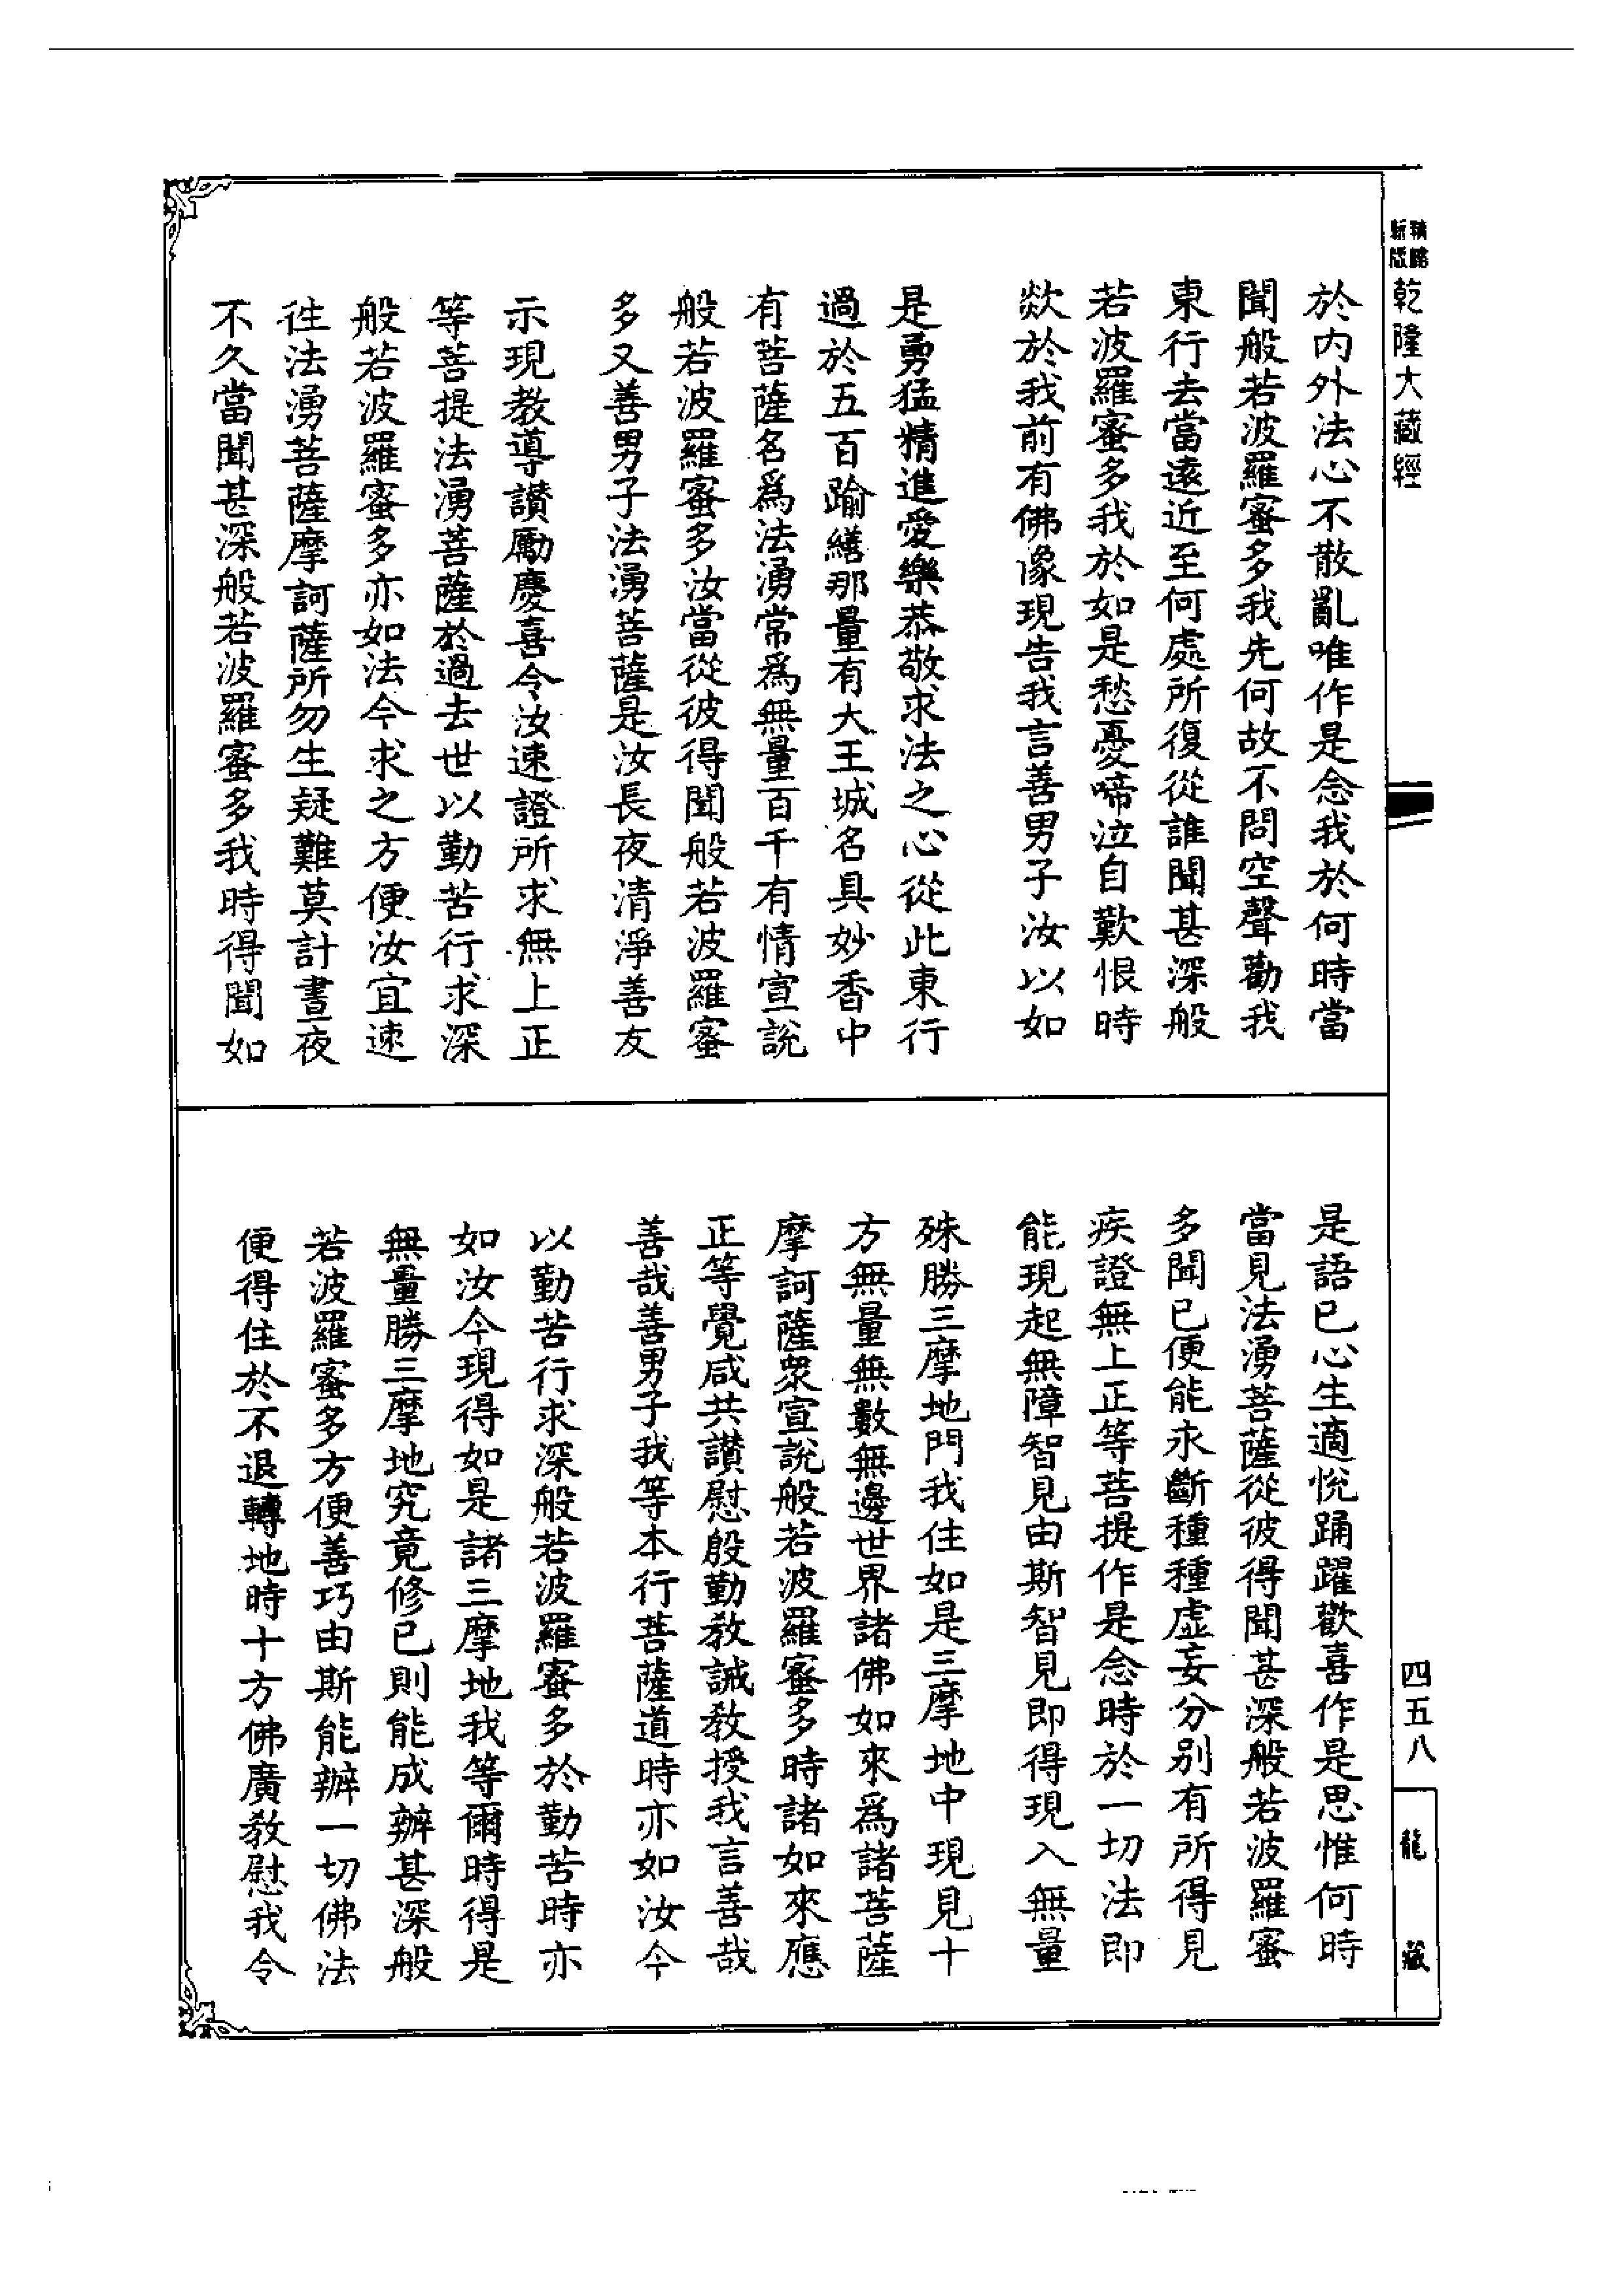 乾隆大藏經
於内外法心不散亂唯作是念我於何時當
聞般若波羅蜜多我先何故不問空聲勸我
東行去當遠近至何處所復從誰聞甚深般
若波羅蜜多我於如是愁憂啼泣自歎恨時
歘於我前有佛像現告我言善男子汝以如
是勇猛精進愛樂恭敬求法之心從此東行
過於五百踰繕那量有大王城名具妙香中
有菩薩名爲法湧常爲無量百千有情宣說
般若波羅蜜多汝當從彼得聞般若波羅蜜
多又善男子法湧菩薩是汝長夜清淨善友
示現教導讃勵慶喜令汝速證所求無上正
等菩提法湧菩薩於過去世以勤苦行求深
般若波羅蜜多亦如法今求之方便汝宜速
往法湧菩薩摩訶薩所勿生疑難莫計晝夜
不久當聞甚深般若波羅蜜多我時得聞如
是語已心生適悅踊躍歡喜作是思惟何時
當見法湧菩薩從彼得聞甚深般若波羅蜜
多聞已便能永斷種種虛妄分别有所得見
疾證無上正等菩提作是念時於一切法即
能現起無障智見由斯智見即得現入無量
殊勝三摩地門我住如是三摩地中現見十
方無量無數無邊世界諸佛如來爲諸菩薩
摩訶薩衆宣說般若波羅蜜多時諸如來應
正等覺咸共讃慰殷勤教誡教授我言善哉
善哉善男子我等本行菩薩道時亦如汝今
以勤苦行求深般若波羅蜜多於勤苦時亦
如汝今現得如是諸三摩地我等爾時得是
無量勝三摩地究竟修已則能成辦甚深般
若波羅蜜多方便善巧由斯能辦一切佛法
便得住於不退轉地時十方佛廣教慰我令
四五八
龍藏